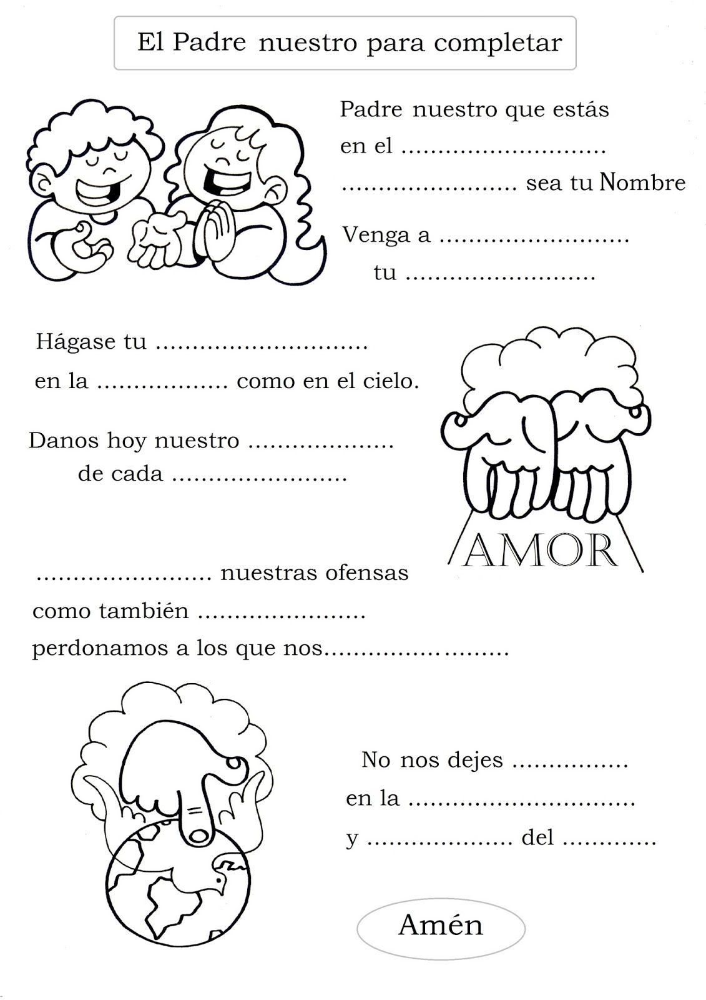 El Padre nuestro para completar
Padre nuestro que estás
en el ............................
........................ sea tu Nombre
Venga a ..........................
tu ..........................
Hágase tu .............................
en la .................. como en el cielo.
Danos hoy nuestro ....................
de cada ........................
AMOR
........................ nuestras ofensas
como también .......................
perdonamos a los que nos.........................
No nos dejes ................
en la ...............................
y .................... del .............
Amén